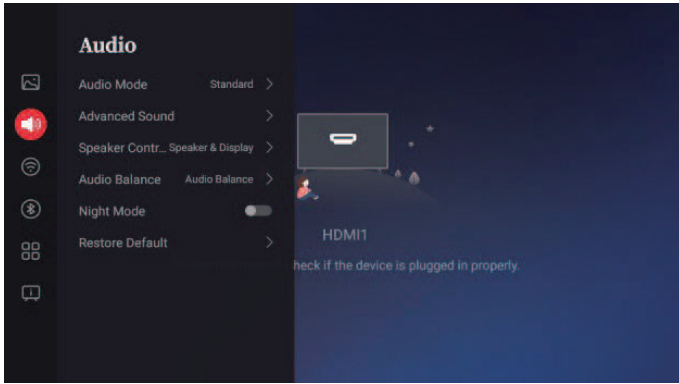 Audio
Audio Mode Standard >
Advanced Sound >
Speaker Contr... Speaker & Display >
Audio Balance Audio Balance >
Night Mode
Restore Default >
HDMI1
heck if the device is plugged in properly.